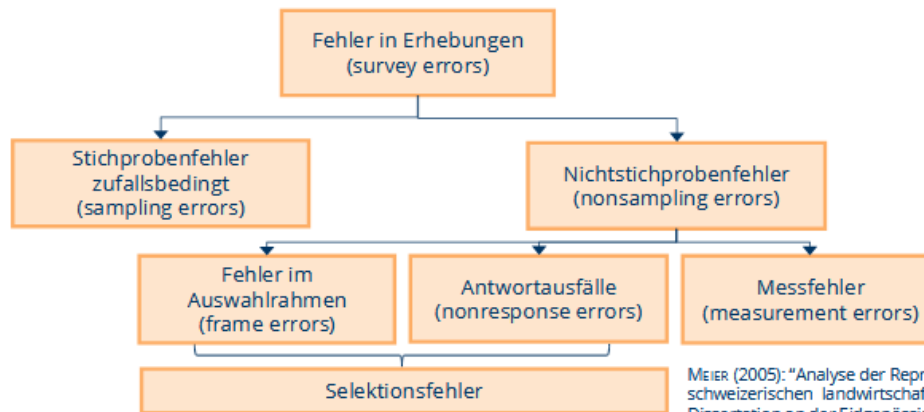 Fehler in Erhebungen
(survey errors)
Stichprobenfehler
zufallsbedingt
(sampling errors)
Nichtstichprobenfehler
(nonsampling errors)
Fehler im
Auswahlrahmen
(frame errors)
Antwortausfälle
(nonresponse errors)
Messfehler
(measurement errors)
Selektionsfehler
MEIER (2005): "Analyse der
schweizerischen landwirtschaf